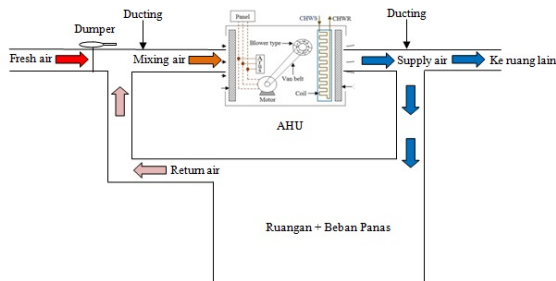 Dumper
Ducting
Panel
CHWS
CHWR
Ducting
Blower type
Fresh air
Mixing air
Van belt
Supply air
Ke ruang lain
Motor
Coil
AHU
Return air
Ruangan + Beban Panas